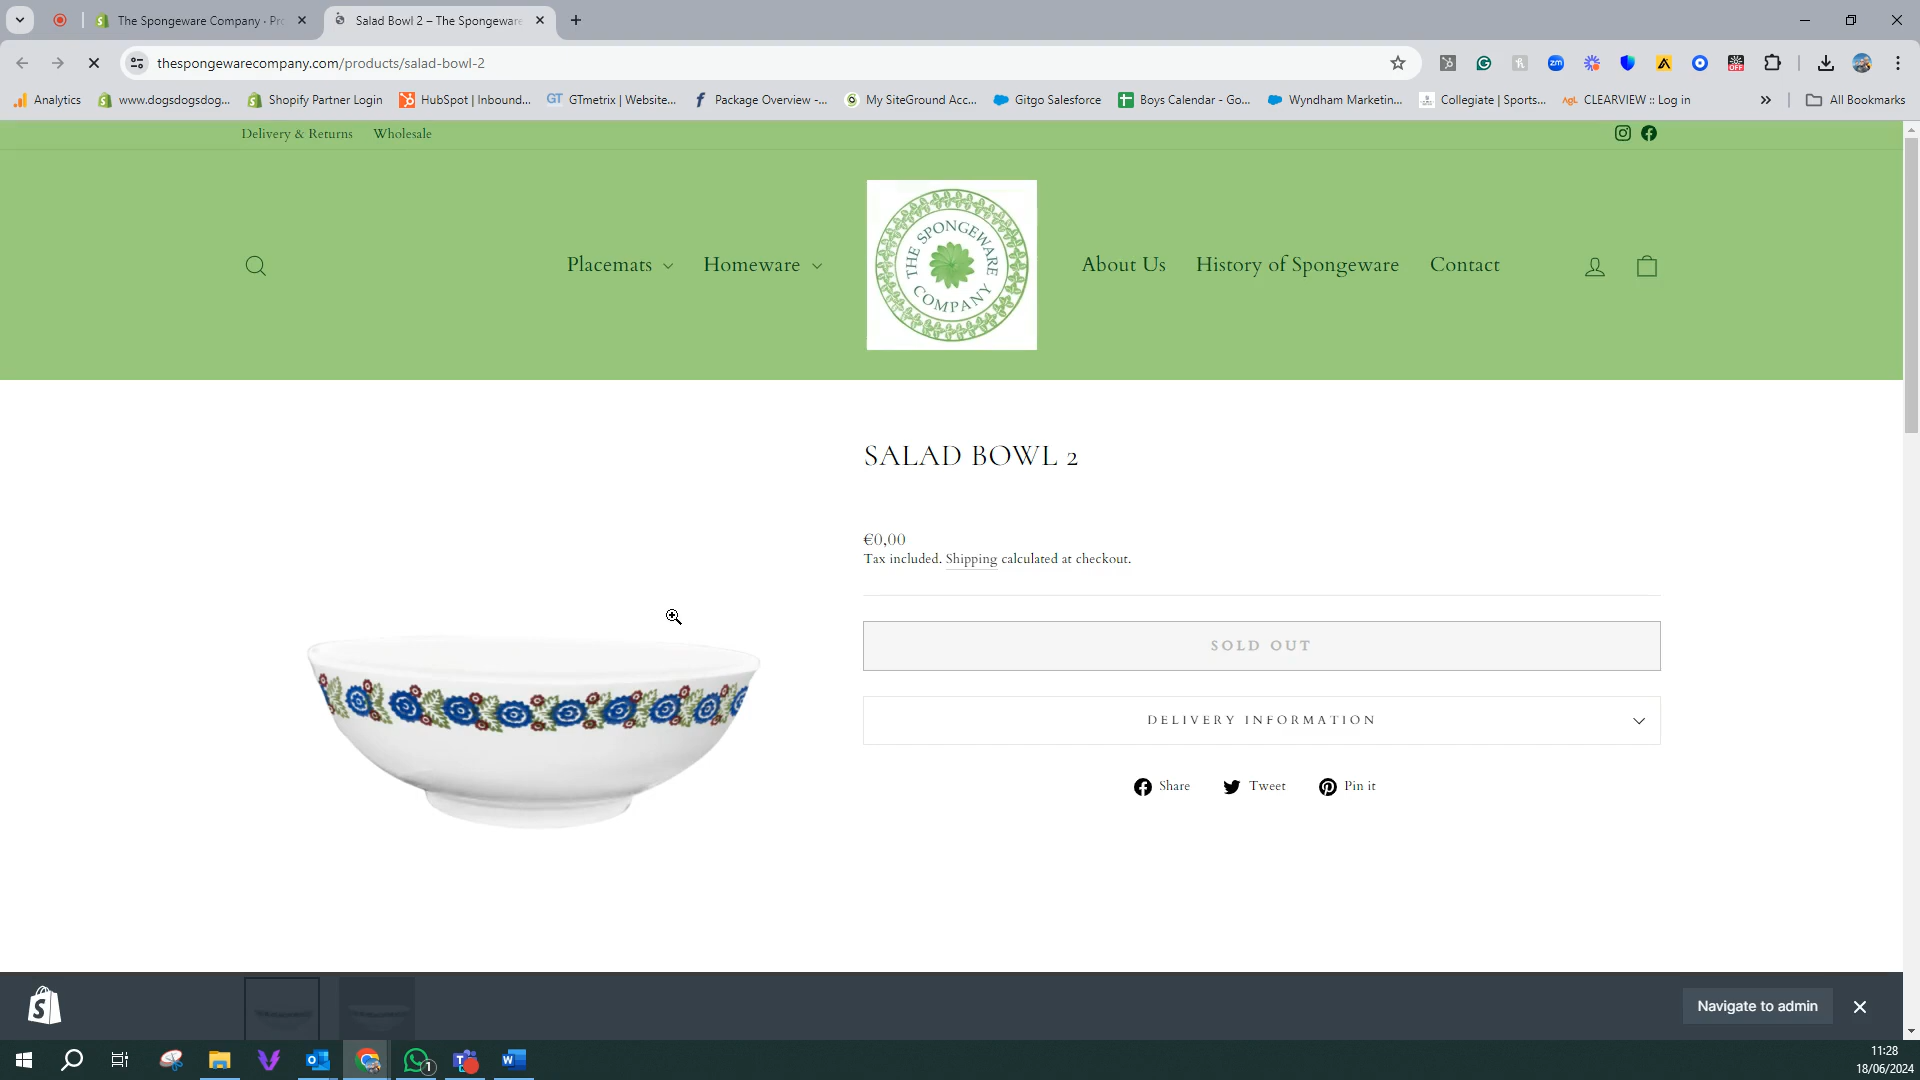 The Spongeware Company · Pro
Salad Bowl 2 – The Spongeware
thespongewarecompany.com/products/salad-bowl-2
Analytics
www.dogsdogsdog...
Shopify Partner Login
HubSpot | Inbound...
GTmetrix | Website...
Package Overview -...
My SiteGround Acc...
Gitgo Salesforce
Boys Calendar - Go...
Wyndham Marketin...
Collegiate | Sports...
CLEARVIEW :: Log in
All Bookmarks
Delivery & Returns
Wholesale
Placemats
Homeware
THE SPONGEWARE COMPANY
About Us
History of Spongeware
Contact
SALAD BOWL 2
€0,00
Tax included. Shipping calculated at checkout.
SOLD OUT
DELIVERY INFORMATION
Share
Tweet
Pin it
Navigate to admin
11:28
18/06/2024